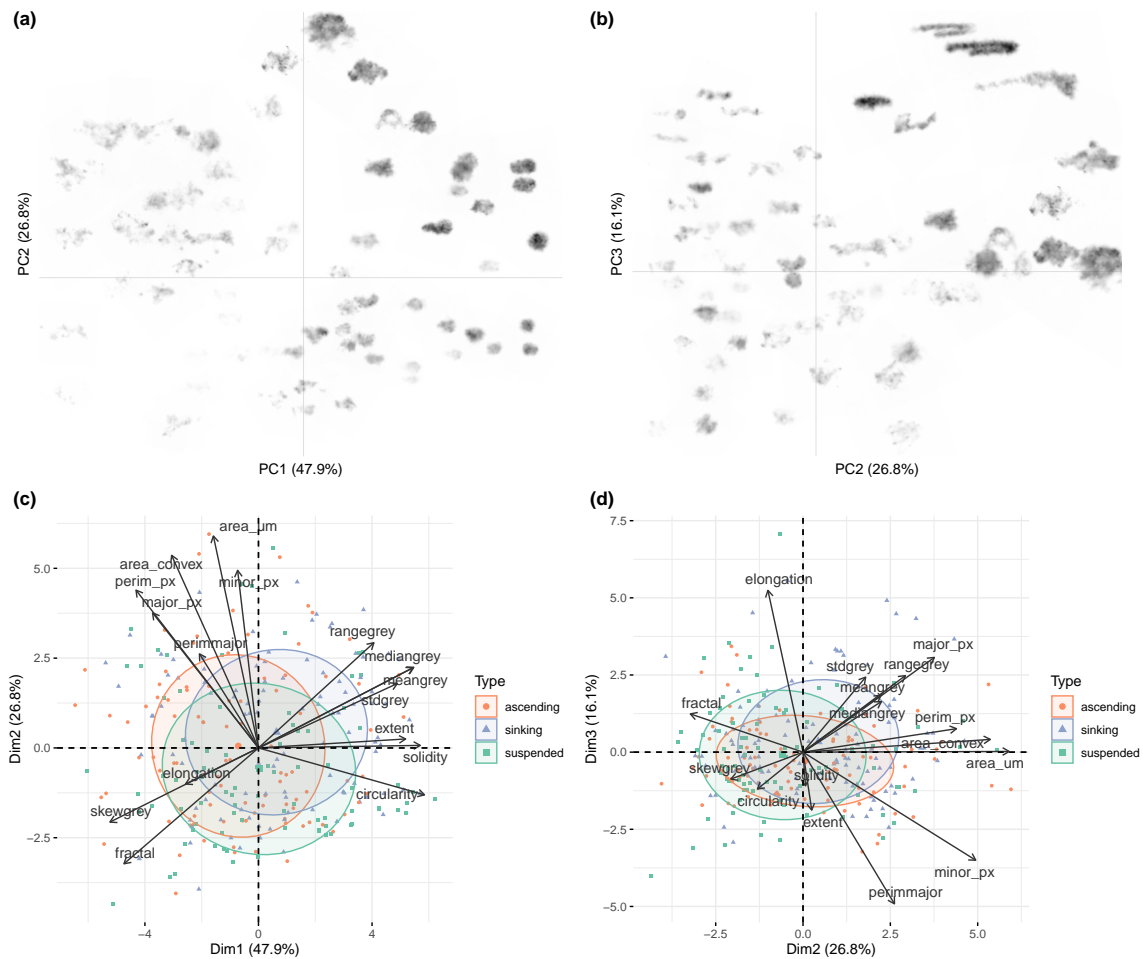 (a)
PC2 (26.8%)
PC1 (47.9%)
(b)
PC3 (16.1%)
PC2 (26.8%)
(c)
Dim2 (26.8%)
5.0
2.5
0.0
−2.5
area_um
area_convex
perim_px
minor_px
major_px
perimmajor
rangegrey
mediangrey
meangrey
stdgrey
extent
solidity
elongation
circularity
skewgrey
fractal
−4
0
4
Dim1 (47.9%)
Type
ascending
sinking
suspended
(d)
Dim3 (16.1%)
7.5
5.0
2.5
0.0
−2.5
−5.0
elongation
major_px
stdgrey
rangegrey
meangrey
fractal
mediangrey
perim_px
area_convex
area_um
skewgrey
solidity
circularity
extent
minor_px
perimmajor
−2.5
0.0
2.5
5.0
Dim2 (26.8%)
Type
ascending
sinking
suspended